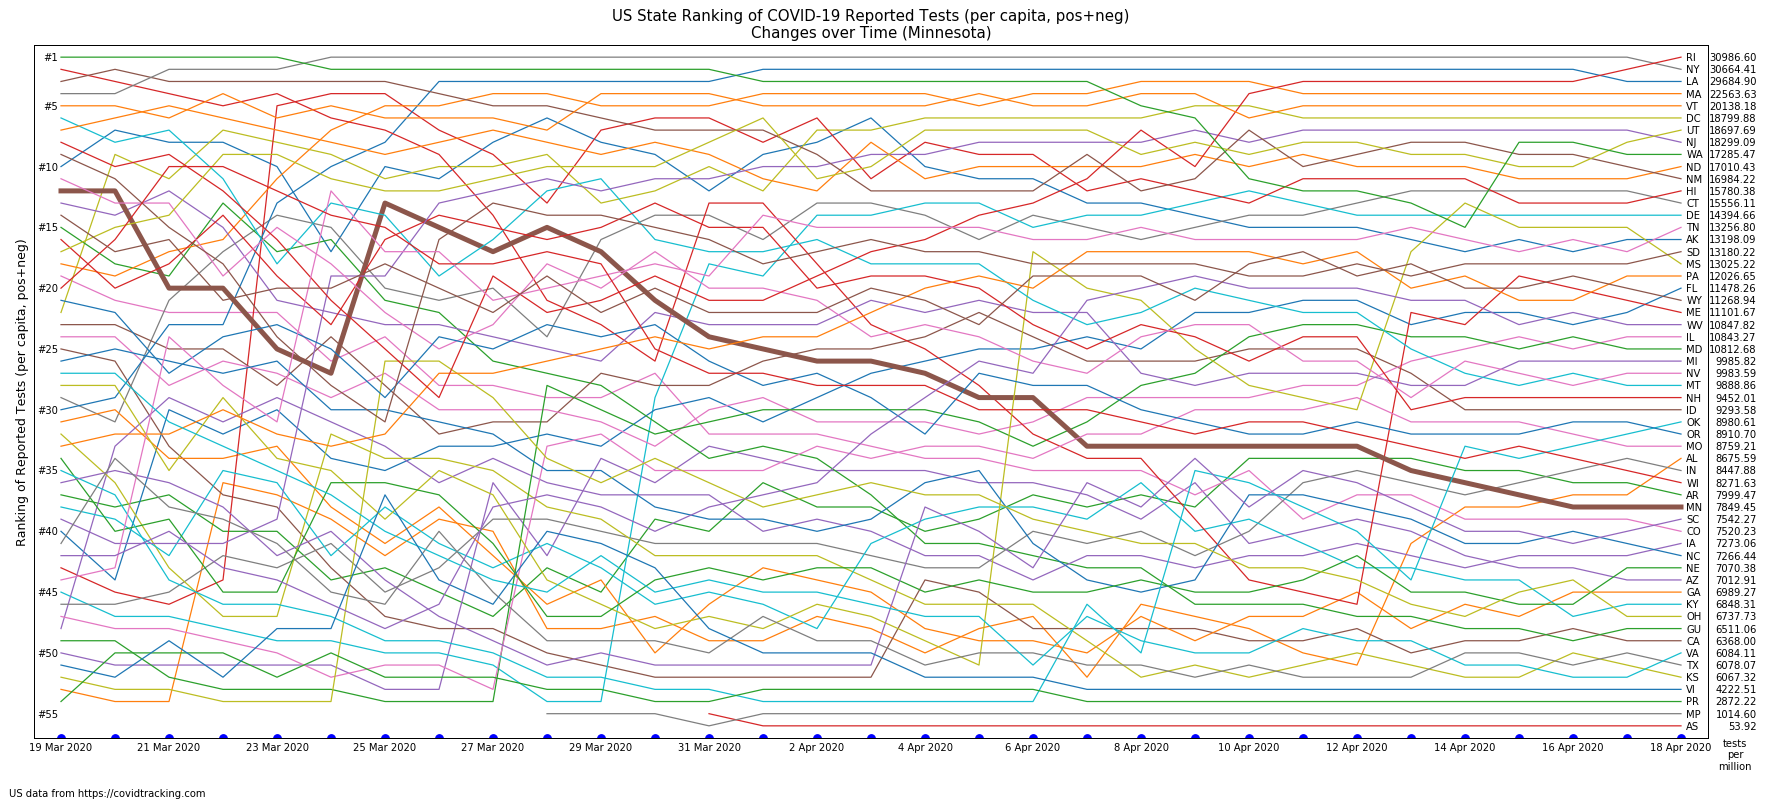 US State Ranking of COVID-19 Reported Tests (per capita, pos+neg)
Changes over Time (Minnesota)
Ranking of Reported Tests (per capita, pos+neg)
#1
#5
#10
#15
#20
#25
#30
#35
#40
#45
#50
#55
RI 30986.60
NY 30664.41
LA 29684.90
MA 22563.63
VT 20138.18
DC 18799.88
UT 18697.69
NJ 18299.09
WA 17285.47
ND 17010.43
NM 16984.22
HI 15780.38
CT 15556.11
DE 14394.66
TN 13256.80
AK 13198.09
SD 13180.22
MS 13025.22
PA 12026.65
FL 11478.26
WY 11268.94
ME 11101.67
WV 10847.82
IL 10843.27
MD 10812.68
MI 9985.82
NV 9983.59
MT 9888.86
NH 9452.01
ID 9293.58
OK 8980.61
OR 8910.70
MO 8759.21
AL 8675.59
IN 8447.88
WI 8271.63
AR 7999.47
MN 7849.45
SC 7542.27
CO 7520.23
IA 7273.06
NC 7266.44
NE 7070.38
AZ 7012.91
GA 6989.27
KY 6848.31
OH 6737.73
GU 6511.06
CA 6368.00
VA 6084.11
TX 6078.07
KS 6067.32
VI 4222.51
PR 2872.22
MP 1014.60
AS 53.92
19 Mar 2020
21 Mar 2020
23 Mar 2020
25 Mar 2020
27 Mar 2020
29 Mar 2020
31 Mar 2020
2 Apr 2020
4 Apr 2020
6 Apr 2020
8 Apr 2020
10 Apr 2020
12 Apr 2020
14 Apr 2020
16 Apr 2020
18 Apr 2020
tests
per
million
US data from https://covidtracking.com